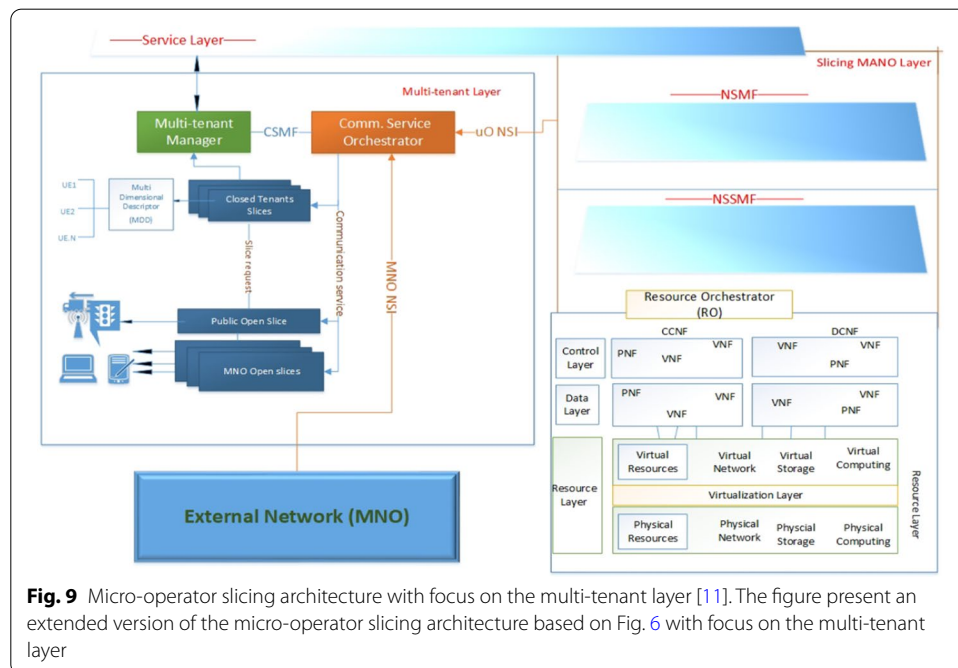 Service Layer
Slicing MANO Layer
Multi-tenant Layer
Multi-tenant
Manager
CSMF
Comm. Service
Orchestrator
uO NSI
NSMF
UE1
UE2
UE.N
Multi
Dimensional
Descriptor
(MDD)
Closed Tenants
Slices
Slice request
Communication service
MNO NSI
NSSMF
Public Open Slice
MNO Open slices
External Network (MNO)
Resource Orchestrator
(RO)
CCNF
DCNF
Control
Layer
PNF
VNF
VNF
VNF
VNF
PNF
Data
Layer
PNF
VNF
VNF
VNF
VNF
PNF
Resource
Layer
Virtual
Resources
Virtual
Network
Virtual
Storage
Virtual
Computing
Virtualization Layer
Physical
Resources
Physical
Network
Physcial
Storage
Physical
Computing
Resource Layer
Fig. 9 Micro-operator slicing architecture with focus on the multi-tenant layer [11]. The figure present an
extended version of the micro-operator slicing architecture based on Fig. 6 with focus on the multi-tenant
layer